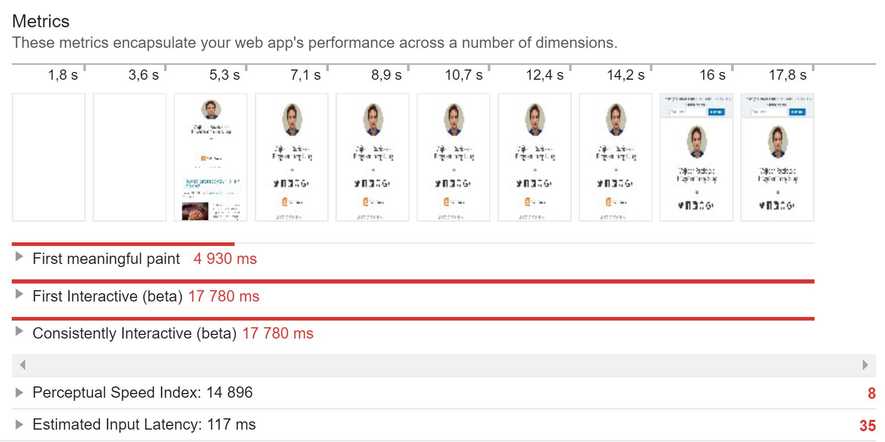 Metrics
These metrics encapsulate your web app's performance across a number of dimensions.
1,8 s 3,6 s 5,3 s 7,1 s 8,9 s 10,7 s 12,4 s 14,2 s 16 s 17,8 s
First meaningful paint 4 930 ms
First Interactive (beta) 17 780 ms
Consistently Interactive (beta) 17 780 ms
Perceptual Speed Index: 14 896 8
Estimated Input Latency: 117 ms 35